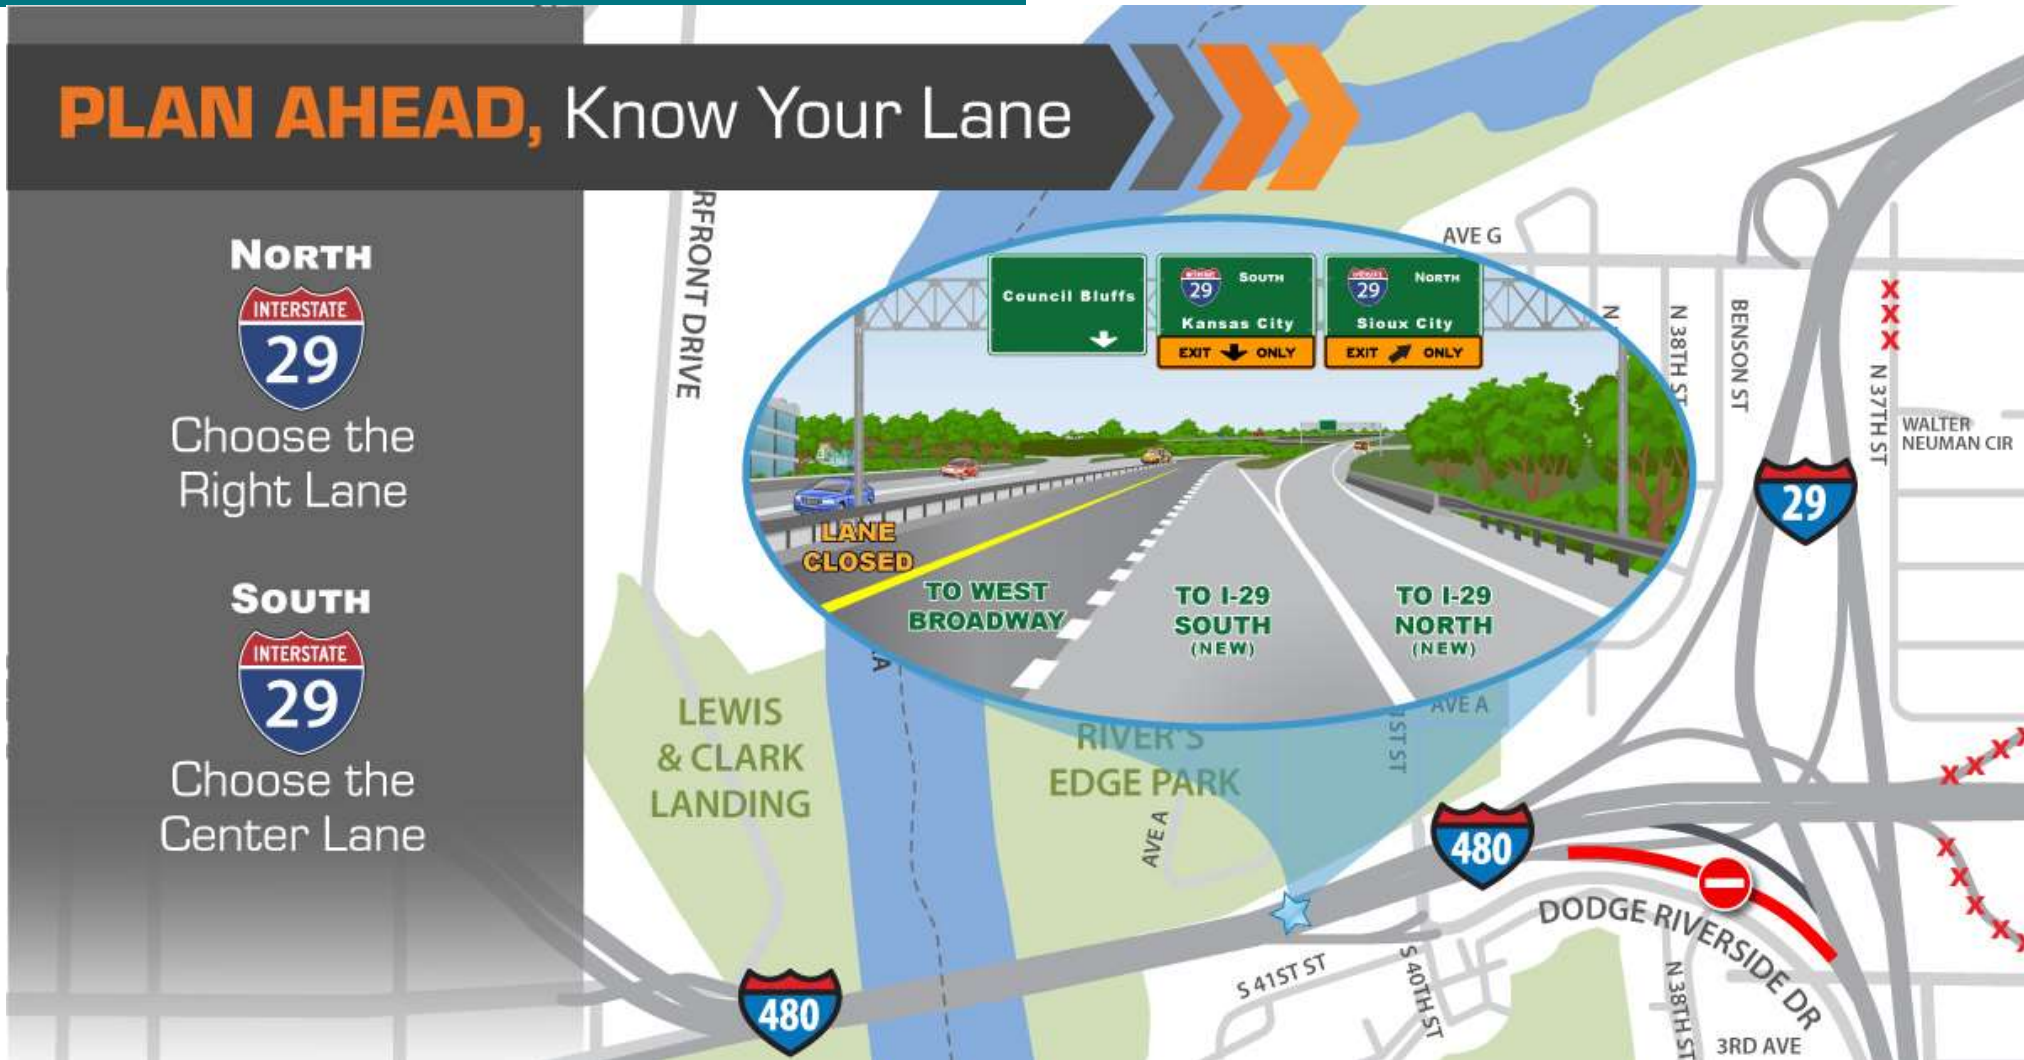 PLAN AHEAD, Know Your Lane
NORTH
INTERSTATE
29
Choose the
Right Lane
SOUTH
INTERSTATE
29
Choose the
Center Lane
RFRONT DRIVE
AVE G
Council Bluffs
INTERSTATE
29
SOUTH
Kansas City
EXIT ONLY
INTERSTATE
29
NORTH
Sioux City
EXIT ONLY
LANE
CLOSED
TO WEST
BROADWAY
TO I-29
SOUTH
(NEW)
TO I-29
NORTH
(NEW)
N
N 38TH ST
BENSON ST
X
X
X
N 37TH ST
WALTER
NEUMAN CIR
29
LEWIS
& CLARK
LANDING
RIVER'S
EDGE PARK
AVE A
AVE A
1ST ST
480
X
X
X
X
X
X
X
X
X
DODGE RIVERSIDE DR
S 41ST ST
S 40TH ST
N 38TH ST
3RD AVE
480